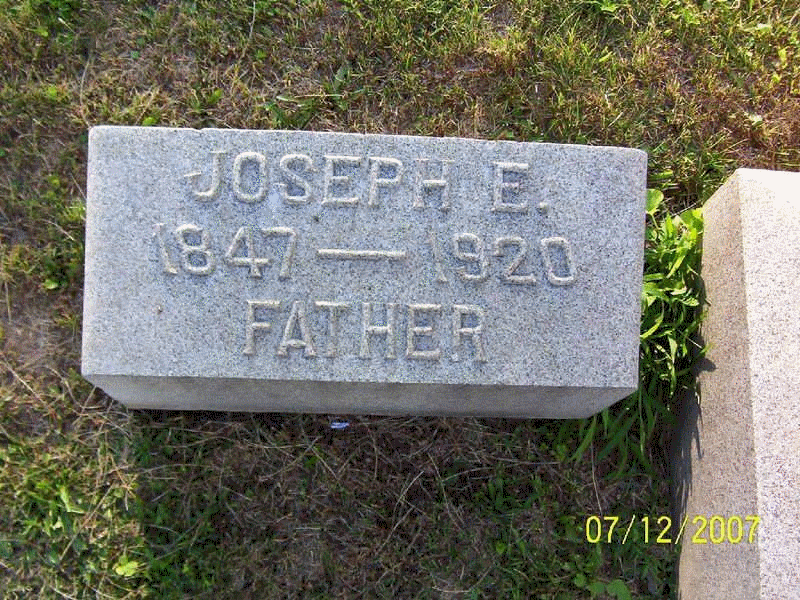 JOSEPH E.
1847 — 1920
FATHER
07/12/2007